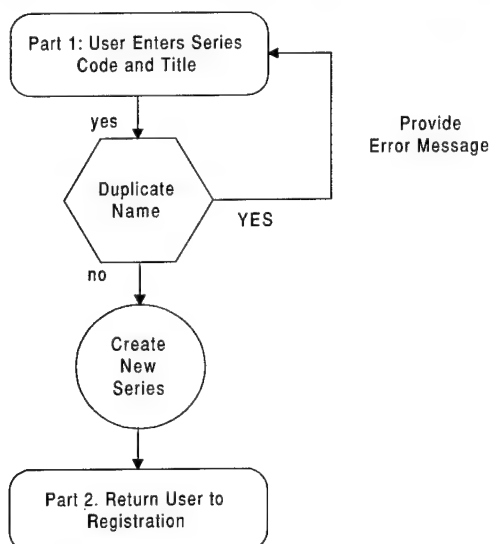 Part 1: User Enters Series
Code and Title
yes
Provide
Error Message
Duplicate
Name
YES
no
Create
New
Series
Part 2. Return User to
Registration